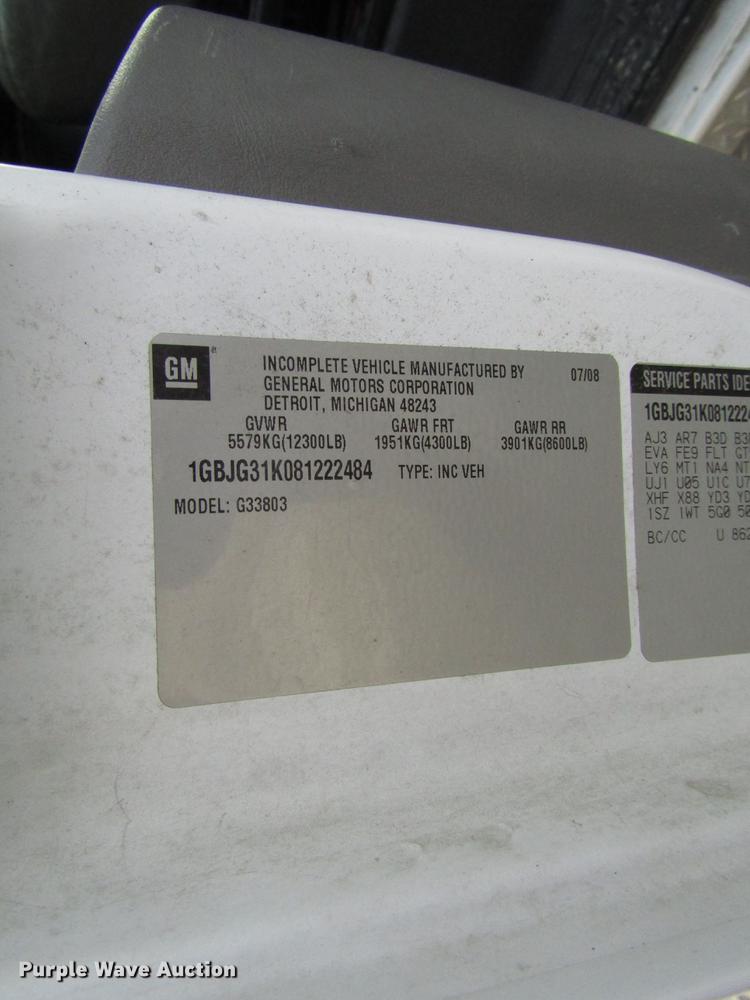 GM
INCOMPLETE VEHICLE MANUFACTURED BY 07/08
GENERAL MOTORS CORPORATION
DETROIT, MICHIGAN 48243
GVWR GAWR FRT GAWR RR
5579KG(12300LB) 1951KG(4300LB) 3901KG(8600LB)
1GBJG31K081222484 TYPE: INC VEH
MODEL: G33803
SERVICE PARTS IDE
1GBJG31K0812224
AJ3 AR7 B3D
EVA FE9 FLT
LY6 MT1 NA4
UJ1 U05 U1C
XHF X88 YD3
1SZ 1WT 5G0
BC/CC U 862
Purple Wave Auction